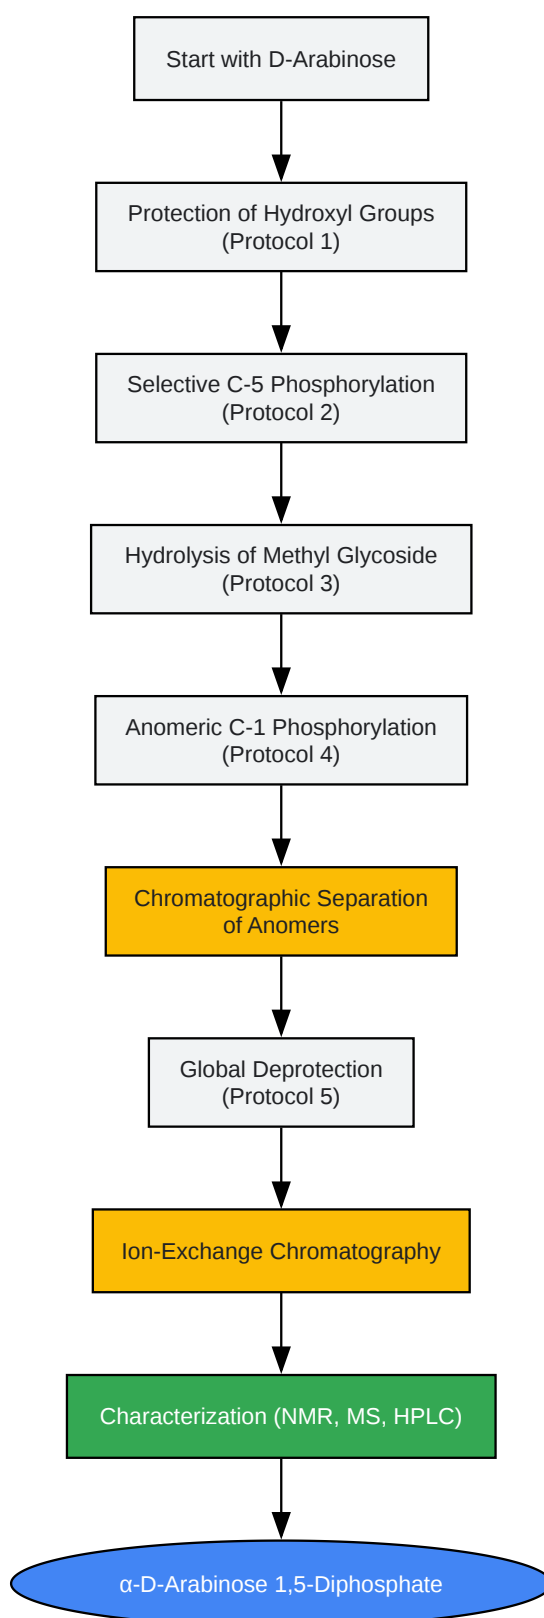 Start with D-Arabinose
Protection of Hydroxyl Groups
(Protocol 1)
Selective C-5 Phosphorylation
(Protocol 2)
Hydrolysis of Methyl Glycoside
(Protocol 3)
Anomeric C-1 Phosphorylation
(Protocol 4)
Chromatographic Separation
of Anomers
Global Deprotection
(Protocol 5)
Ion-Exchange Chromatography
Characterization (NMR, MS, HPLC)
α-D-Arabinose 1,5-Diphosphate